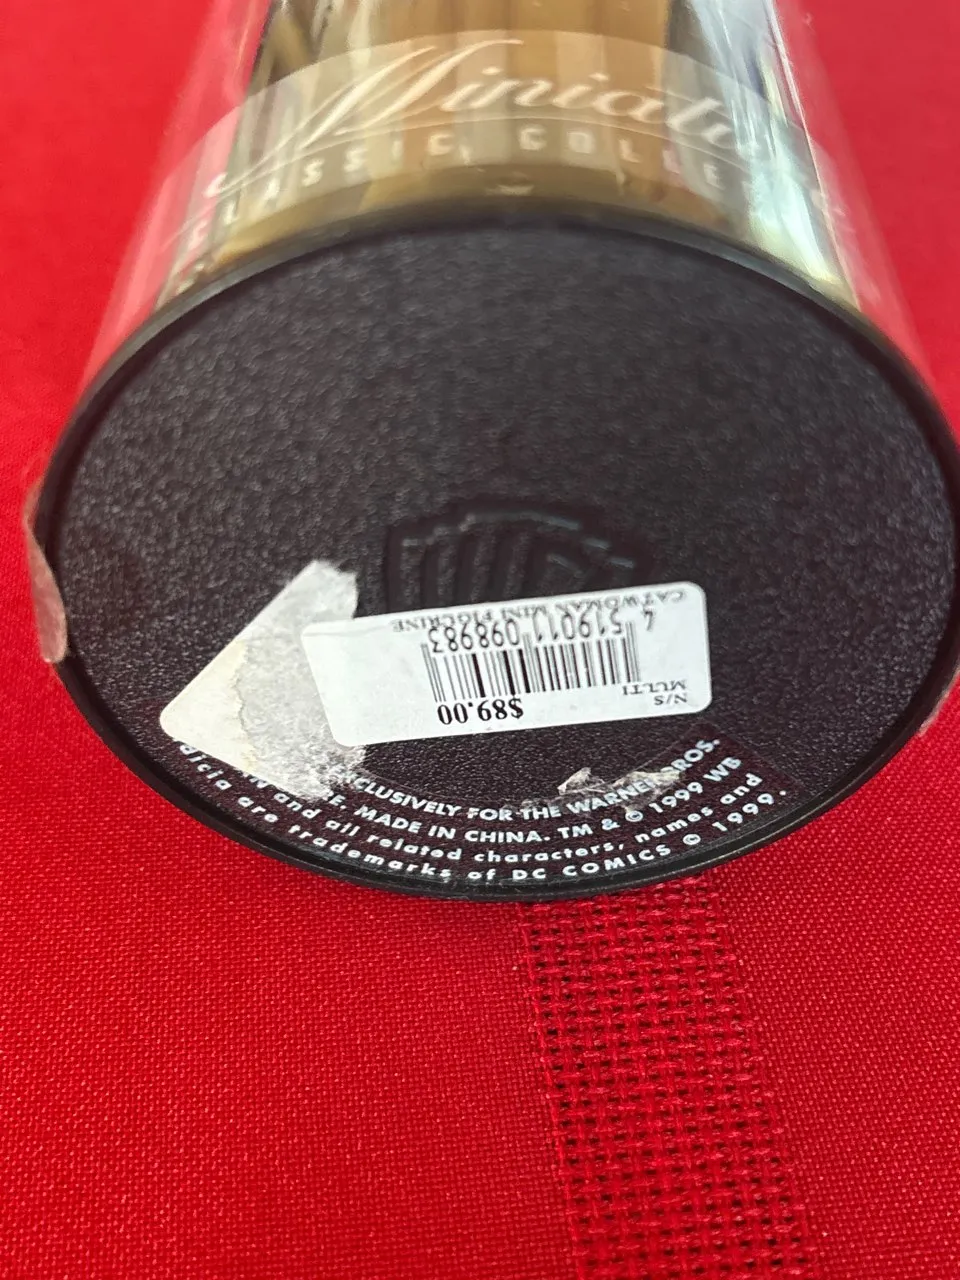 Miniatu
CLASSIC COLLE
CATWOMAN MINI FIGURINE
4 519011 098983
N/S
MULTI
$89.00
CLUSIVELY FOR THE WARNER BROS.
E. MADE IN CHINA. TM & © 1999 WB
and all related characters, names and
dicia are trademarks of DC COMICS © 1999.